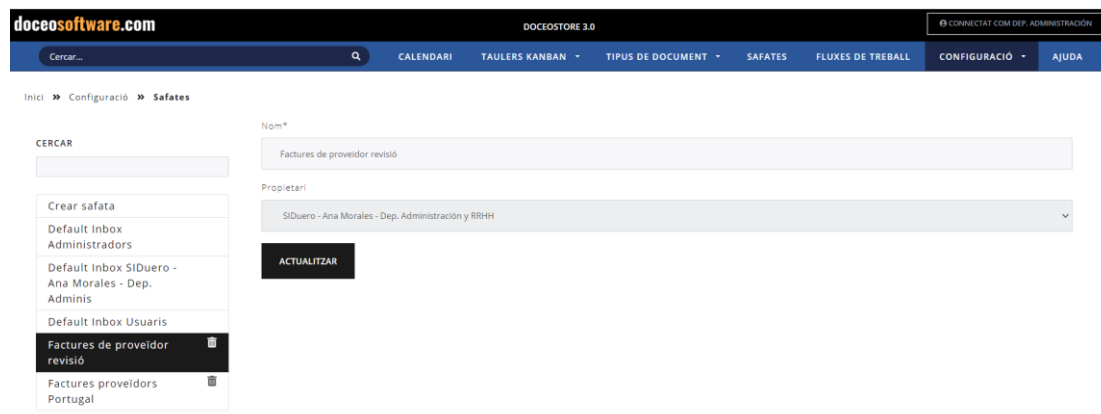 doceosoftware.com
DOCEOSTORE 3.0
CONNECTAT COM DEP. ADMINISTRACIÓN
Cercar...
CALENDARI
TAULERS KANBAN
TIPUS DE DOCUMENT
SAFATES
FLUXES DE TREBALL
CONFIGURACIÓ
AJUDA
Inici » Configuració » Safates
CERCAR
Crear safata
Default Inbox
Administradors
Default Inbox SIDuero -
Ana Morales - Dep.
Adminis
Default Inbox Usuaris
Factures de proveïdor
revisió
Factures proveïdors
Portugal
Nom*
Factures de proveïdor revisió
Propietari
SIDuero - Ana Morales - Dep. Administración y RRHH
ACTUALITZAR